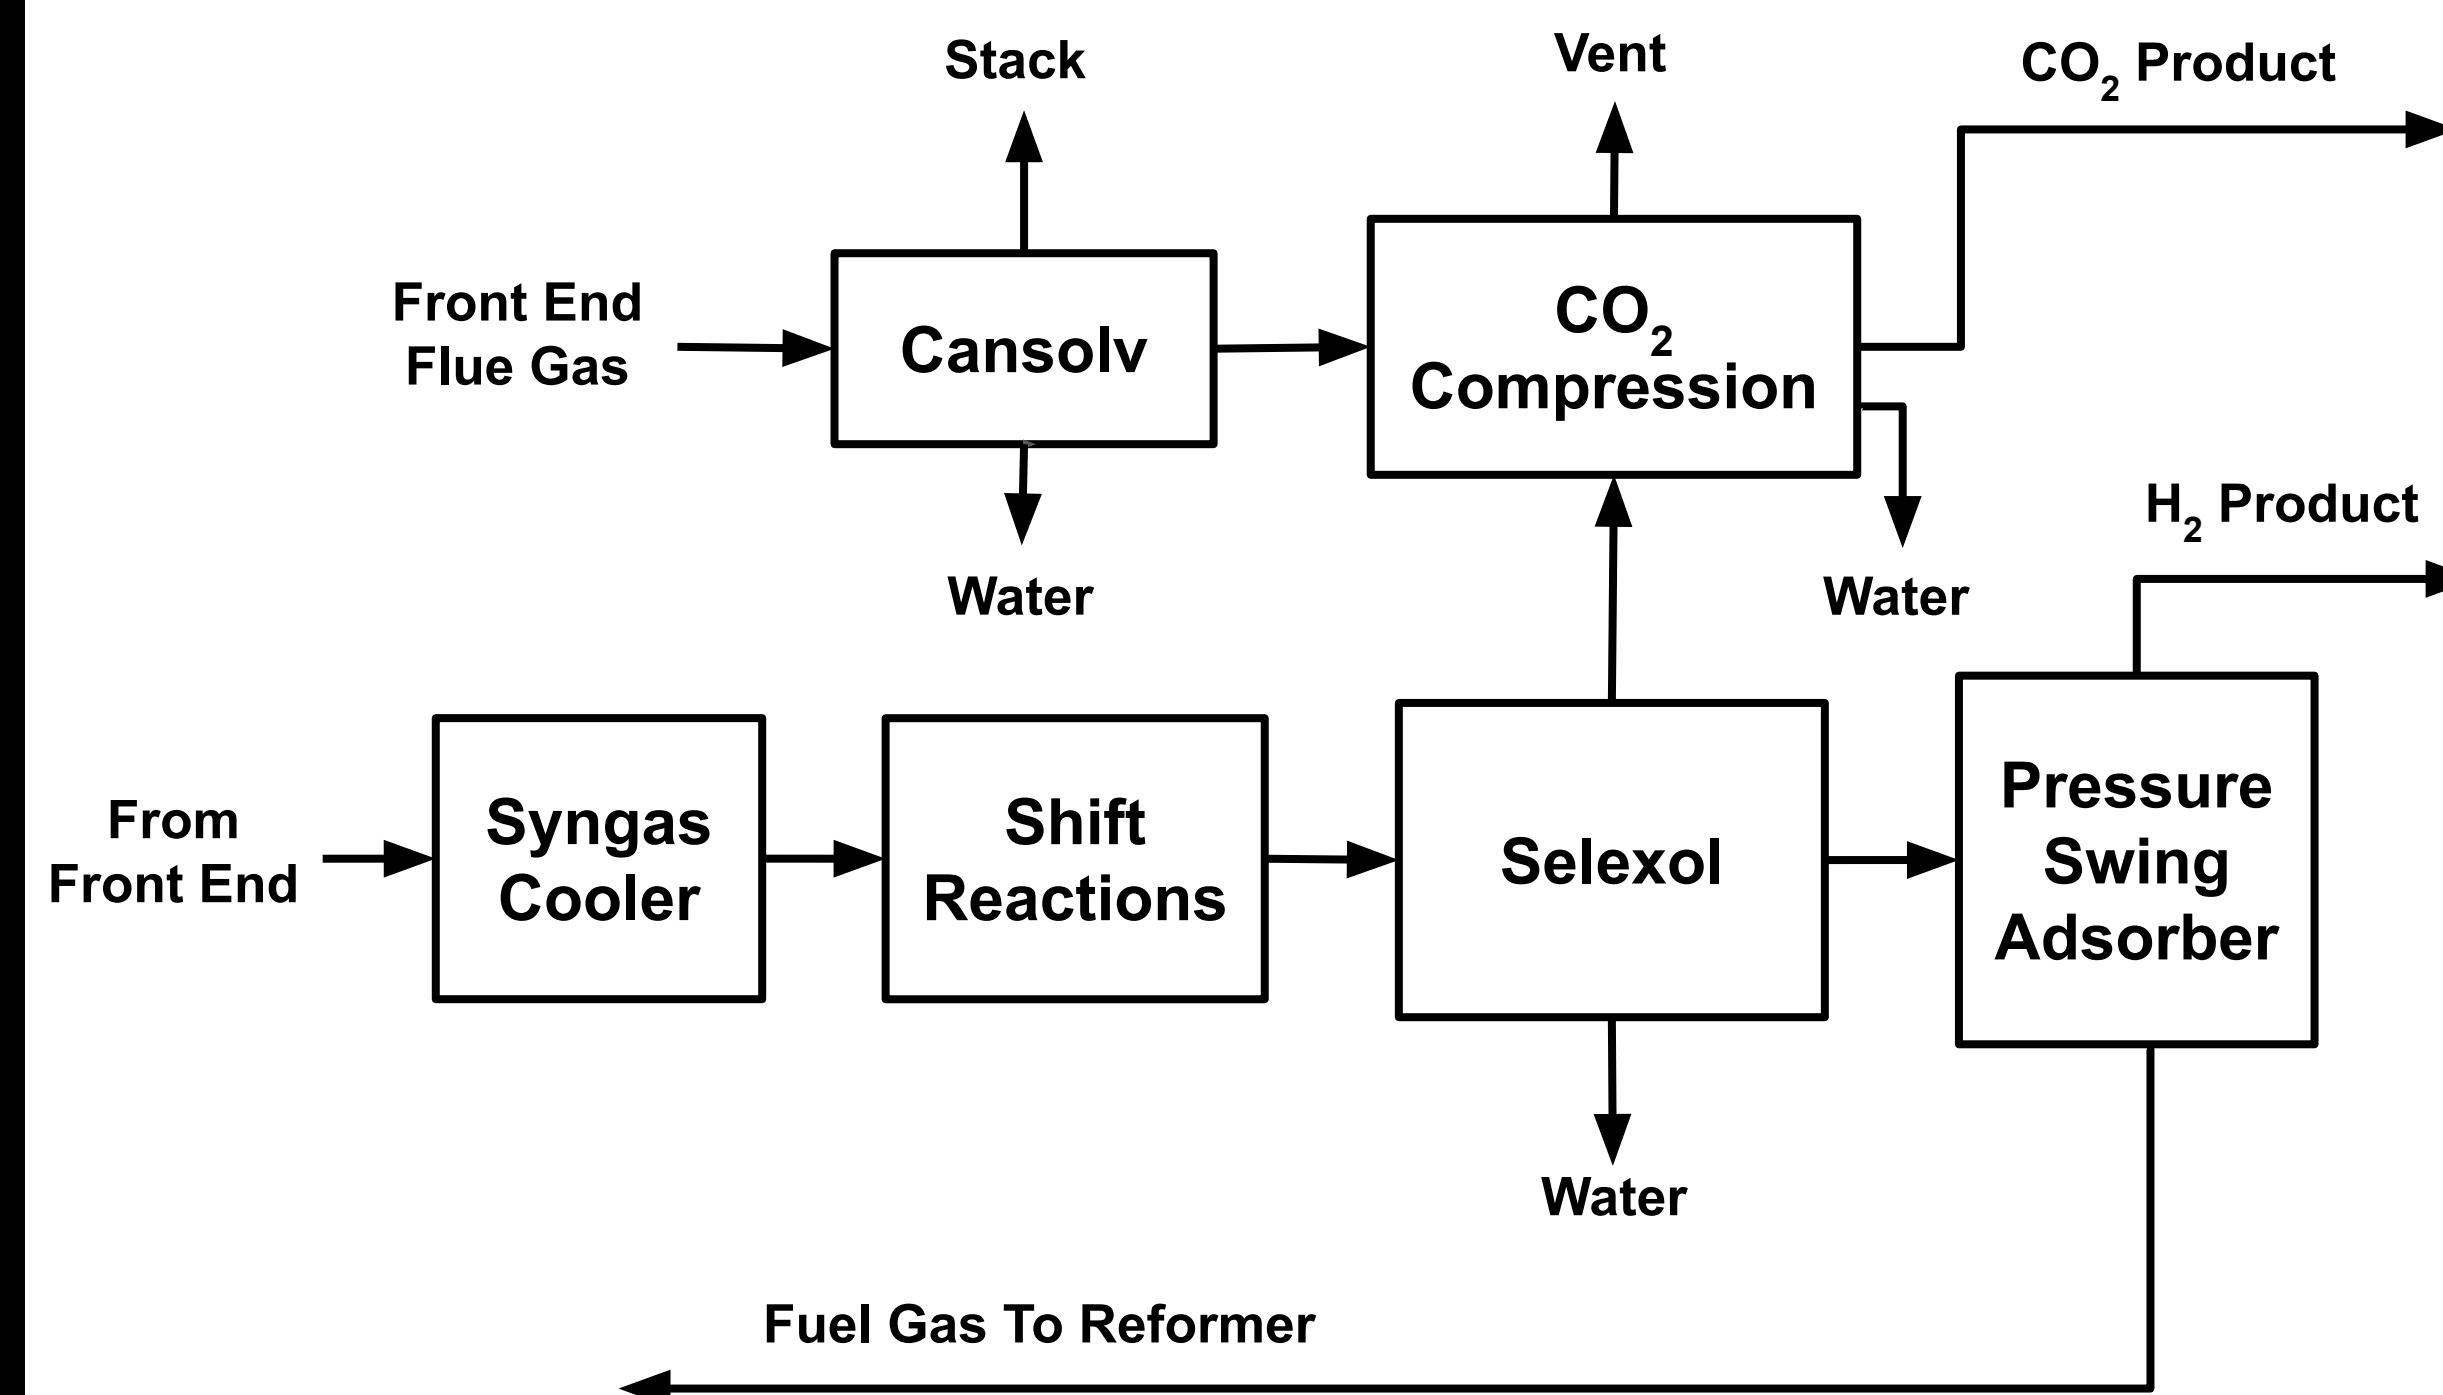 Stack
Vent
CO₂ Product
Front End
Flue Gas
Cansolv
CO₂
Compression
H₂ Product
Water
Water
From
Front End
Syngas
Cooler
Shift
Reactions
Selexol
Pressure
Swing
Adsorber
Water
Fuel Gas To Reformer